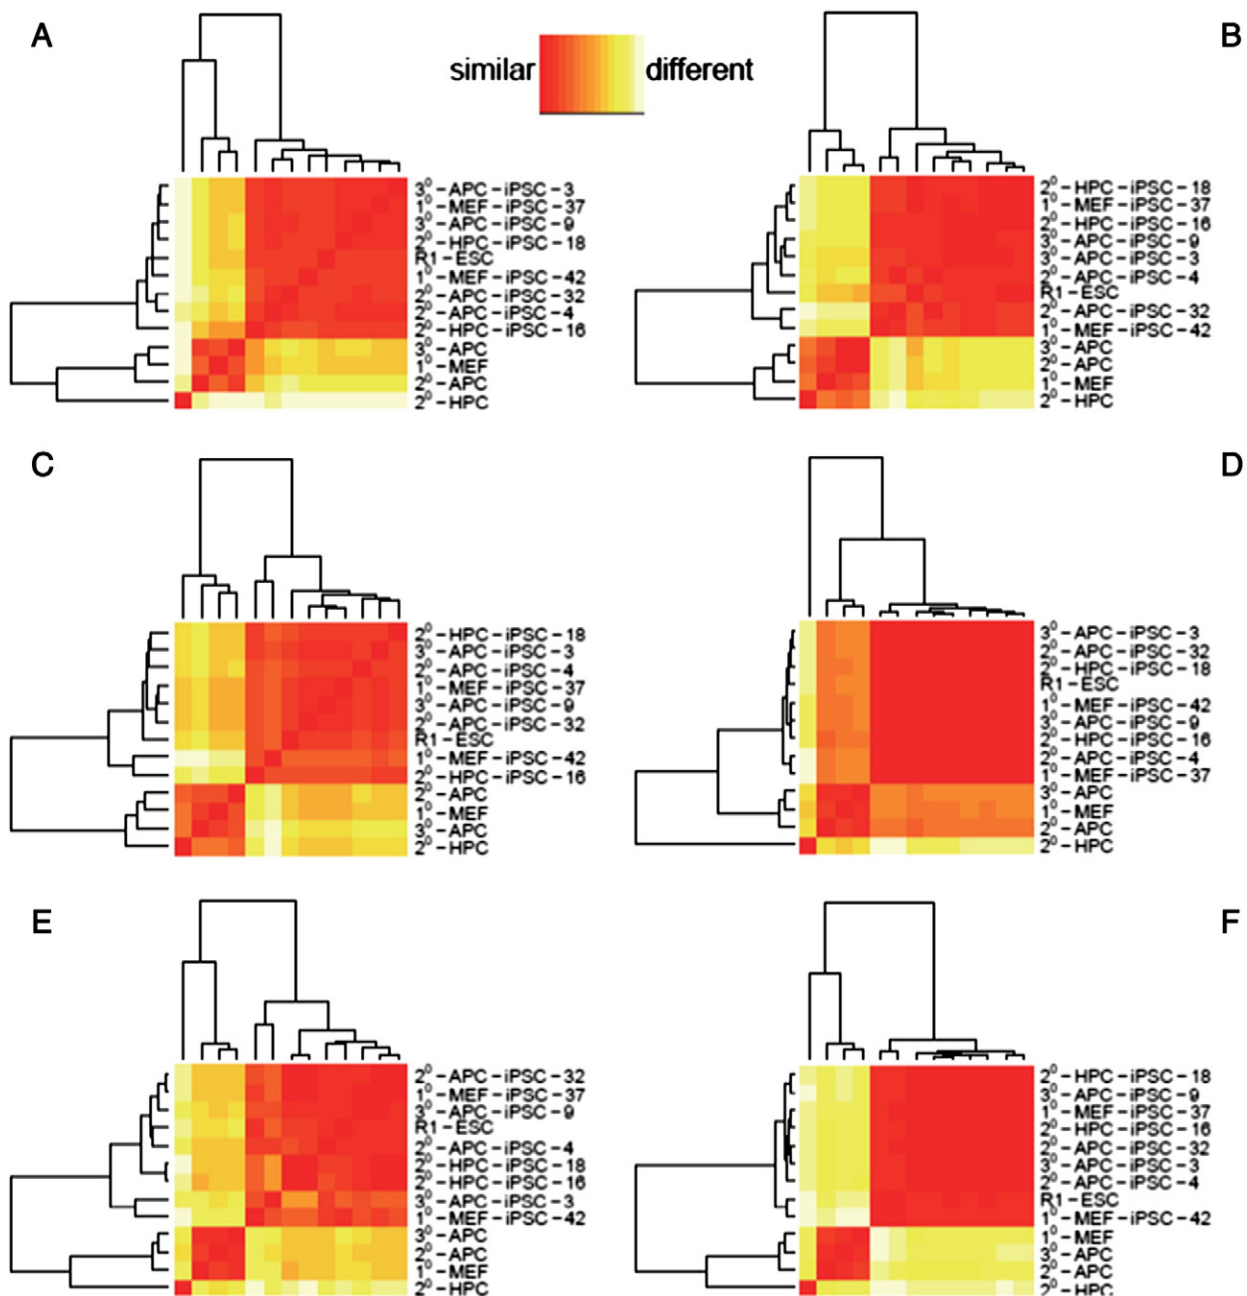 A
similar
different
B
3⁰-APC-iPSC-3
1⁰-MEF-iPSC-37
3⁰-APC-iPSC-9
2⁰-HPC-iPSC-18
R1-ESC
1⁰-MEF-iPSC-42
2⁰-APC-iPSC-32
2⁰-APC-iPSC-4
2⁰-HPC-iPSC-16
3⁰-APC
1⁰-MEF
2⁰-APC
2⁰-HPC
2⁰-HPC-iPSC-18
1⁰-MEF-iPSC-37
2⁰-HPC-iPSC-16
3⁰-APC-iPSC-9
3⁰-APC-iPSC-3
2⁰-APC-iPSC-4
R1-ESC
2⁰-APC-iPSC-32
1⁰-MEF-iPSC-42
3⁰-APC
2⁰-APC
1⁰-MEF
2⁰-HPC
C
D
2⁰-HPC-iPSC-18
3⁰-APC-iPSC-3
2⁰-APC-iPSC-4
1⁰-MEF-iPSC-37
3⁰-APC-iPSC-9
2⁰-APC-iPSC-32
R1-ESC
1⁰-MEF-iPSC-42
2⁰-HPC-iPSC-16
2⁰-APC
1⁰-MEF
3⁰-APC
2⁰-HPC
3⁰-APC-iPSC-3
2⁰-APC-iPSC-32
2⁰-HPC-iPSC-18
R1-ESC
1⁰-MEF-iPSC-42
3⁰-APC-iPSC-9
2⁰-HPC-iPSC-16
2⁰-APC-iPSC-4
1⁰-MEF-iPSC-37
3⁰-APC
1⁰-MEF
2⁰-APC
2⁰-HPC
E
F
2⁰-APC-iPSC-32
1⁰-MEF-iPSC-37
3⁰-APC-iPSC-9
R1-ESC
2⁰-APC-iPSC-4
2⁰-HPC-iPSC-18
2⁰-HPC-iPSC-16
3⁰-APC-iPSC-3
1⁰-MEF-iPSC-42
3⁰-APC
2⁰-APC
1⁰-MEF
2⁰-HPC
2⁰-HPC-iPSC-18
3⁰-APC-iPSC-9
1⁰-MEF-iPSC-37
2⁰-HPC-iPSC-16
2⁰-APC-iPSC-32
3⁰-APC-iPSC-3
2⁰-APC-iPSC-4
R1-ESC
1⁰-MEF-iPSC-42
1⁰-MEF
3⁰-APC
2⁰-APC
2⁰-HPC